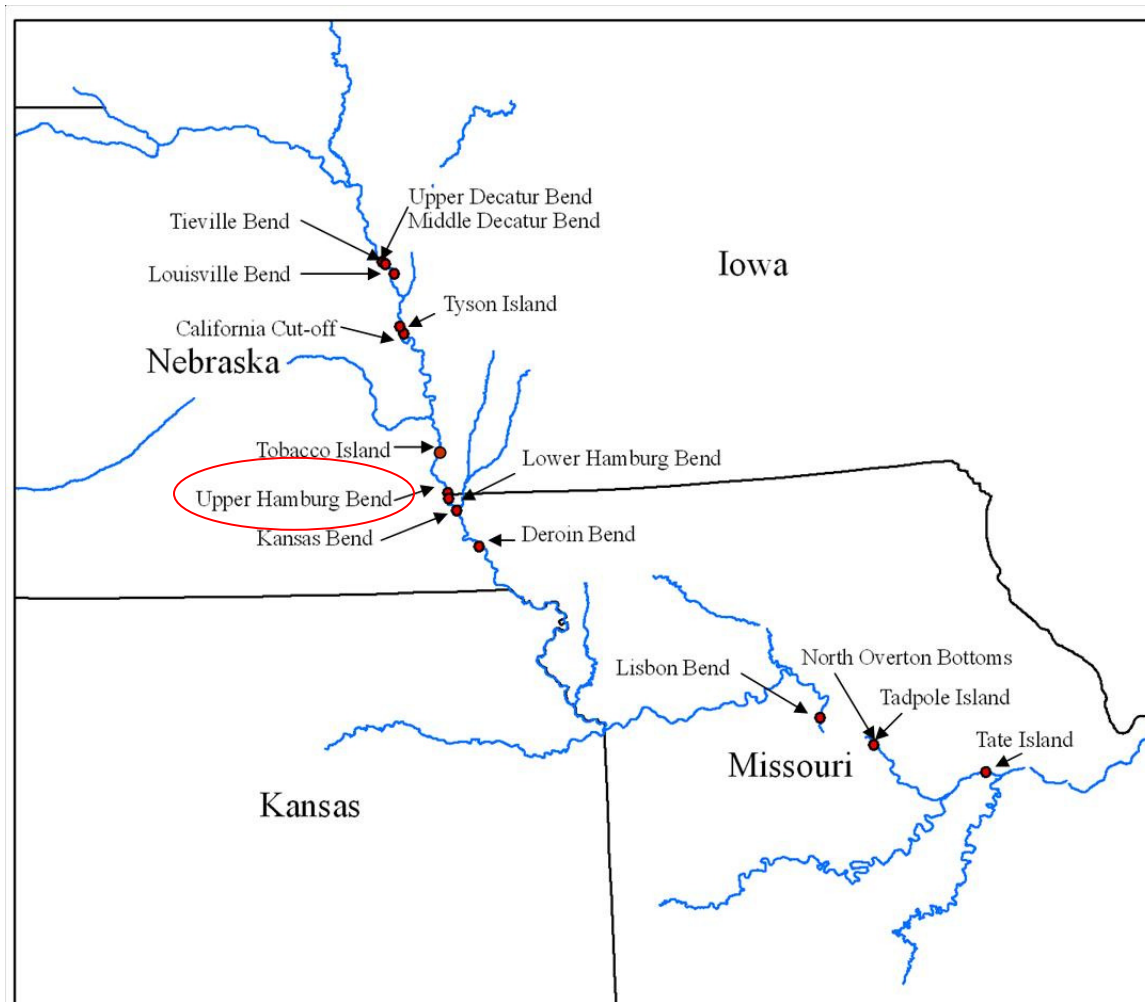 Upper Decatur Bend
Middle Decatur Bend
Tieville Bend
Louisville Bend
Iowa
Tyson Island
California Cut-off
Nebraska
Tobacco Island
Lower Hamburg Bend
Upper Hamburg Bend
Kansas Bend
Deroin Bend
North Overton Bottoms
Lisbon Bend
Tadpole Island
Tate Island
Missouri
Kansas